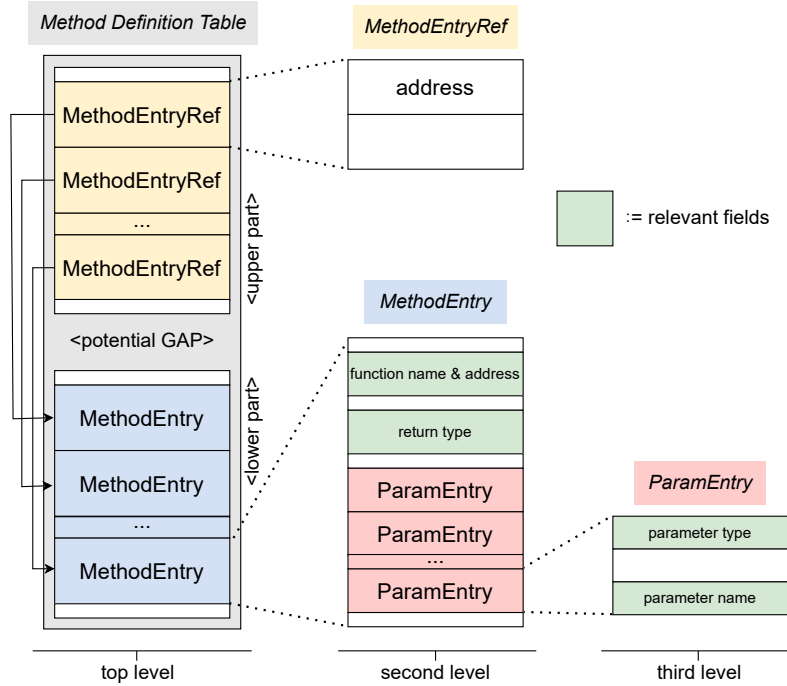 Method Definition Table
MethodEntryRef
MethodEntryRef
MethodEntryRef
...
MethodEntryRef
<upper part>
<potential GAP>
MethodEntry
MethodEntry
...
MethodEntry
<lower part>
top level
MethodEntryRef
address
:= relevant fields
MethodEntry
function name & address
return type
ParamEntry
ParamEntry
...
ParamEntry
second level
ParamEntry
parameter type
parameter name
third level